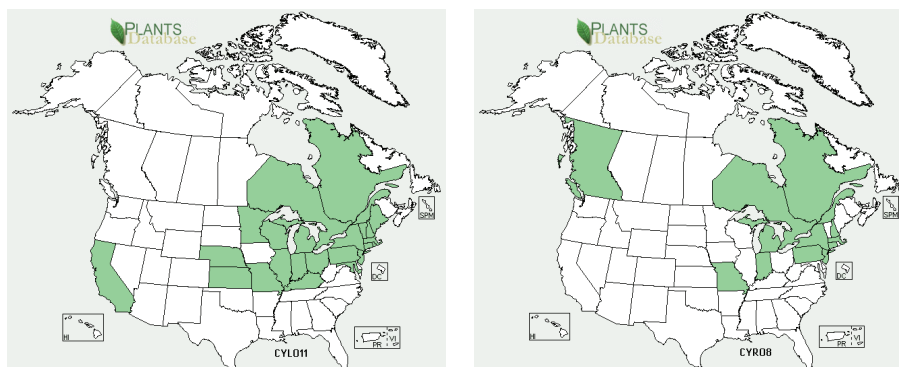 PLANTS
Database
SPM
DC
HI
PR
VI
CYLO11
PLANTS
Database
SPM
DC
HI
PR
VI
CYRO8